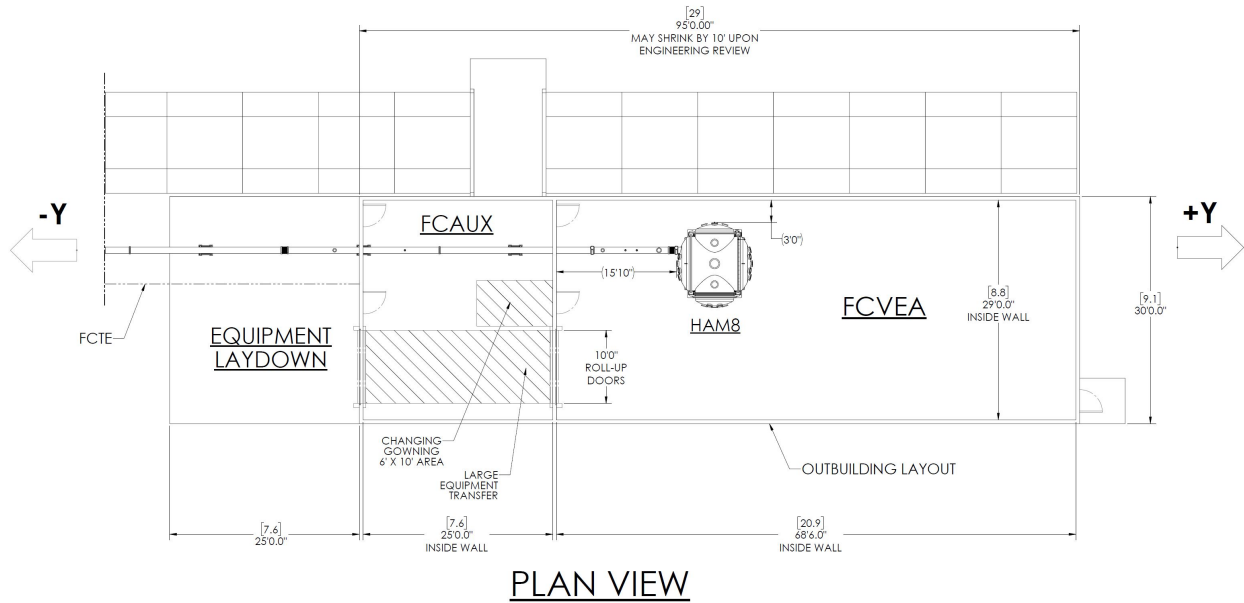 [29]
95'0.00"
MAY SHRINK BY 10' UPON
ENGINEERING REVIEW
-Y
+Y
FCAUX
(3'0")
(15'10")
[8.8]
29'0.0"
INSIDE WALL
[9.1]
30'0.0"
FCVEA
HAM8
FCTE
EQUIPMENT
LAYDOWN
10'0"
ROLL-UP
DOORS
CHANGING
GOWNING
6' X 10' AREA
LARGE
EQUIPMENT
TRANSFER
OUTBUILDING LAYOUT
[7.6]
25'0.0"
[7.6]
25'0.0"
INSIDE WALL
[20.9]
68'6.0"
INSIDE WALL
PLAN VIEW